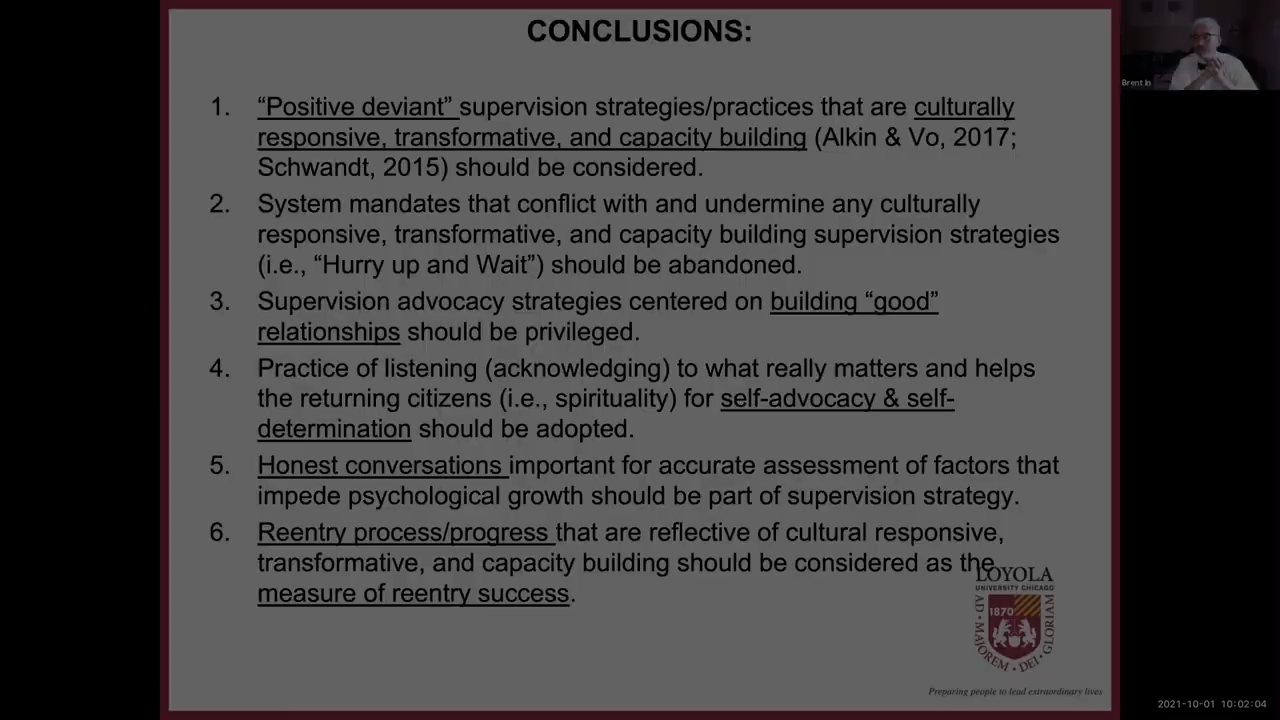 CONCLUSIONS:
Brent In
1. “Positive deviant” supervision strategies/practices that are culturally
responsive, transformative, and capacity building (Alkin & Vo, 2017;
Schwandt, 2015) should be considered.
2. System mandates that conflict with and undermine any culturally
responsive, transformative, and capacity building supervision strategies
(i.e., “Hurry up and Wait”) should be abandoned.
3. Supervision advocacy strategies centered on building “good”
relationships should be privileged.
4. Practice of listening (acknowledging) to what really matters and helps
the returning citizens (i.e., spirituality) for self-advocacy & self-
determination should be adopted.
5. Honest conversations important for accurate assessment of factors that
impede psychological growth should be part of supervision strategy.
6. Reentry process/progress that are reflective of cultural responsive,
transformative, and capacity building should be considered as the
measure of reentry success.
LOYOLA
UNIVERSITY CHICAGO
1870
AD • MAJOREM • DEI • GLORIAM
Preparing people to lead extraordinary lives
2021-10-01 10:02:04